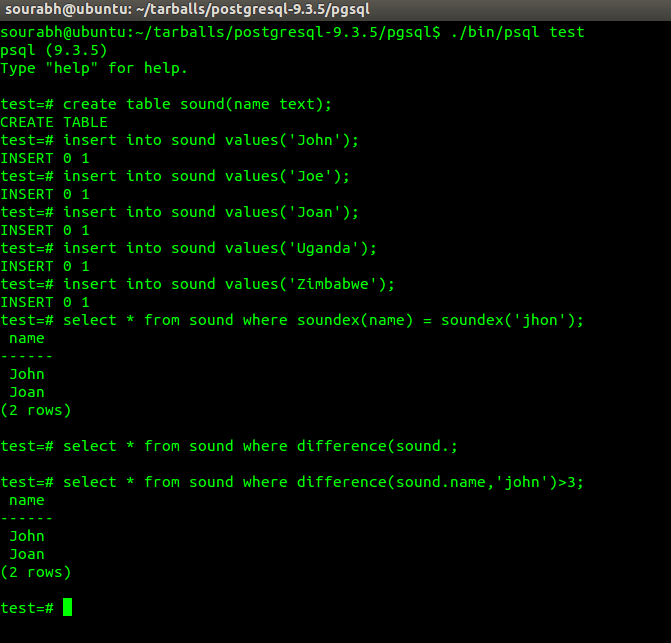 sourabh@ubuntu: ~/tarballs/postgresql-9.3.5/pgsql
sourabh@ubuntu:~/tarballs/postgresql-9.3.5/pgsql$ ./bin/psql test
psql (9.3.5)
Type "help" for help.
test=# create table sound(name text);
CREATE TABLE
test=# insert into sound values('John');
INSERT 0 1
test=# insert into sound values('Joe');
INSERT 0 1
test=# insert into sound values('Joan');
INSERT 0 1
test=# insert into sound values('Uganda');
INSERT 0 1
test=# insert into sound values('Zimbabwe');
INSERT 0 1
test=# select * from sound where soundex(name) = soundex('jhon');
name
------
John
Joan
(2 rows)
test=# select * from sound where difference(sound.;
test=# select * from sound where difference(sound.name,'john')>3;
name
------
John
Joan
(2 rows)
test=#